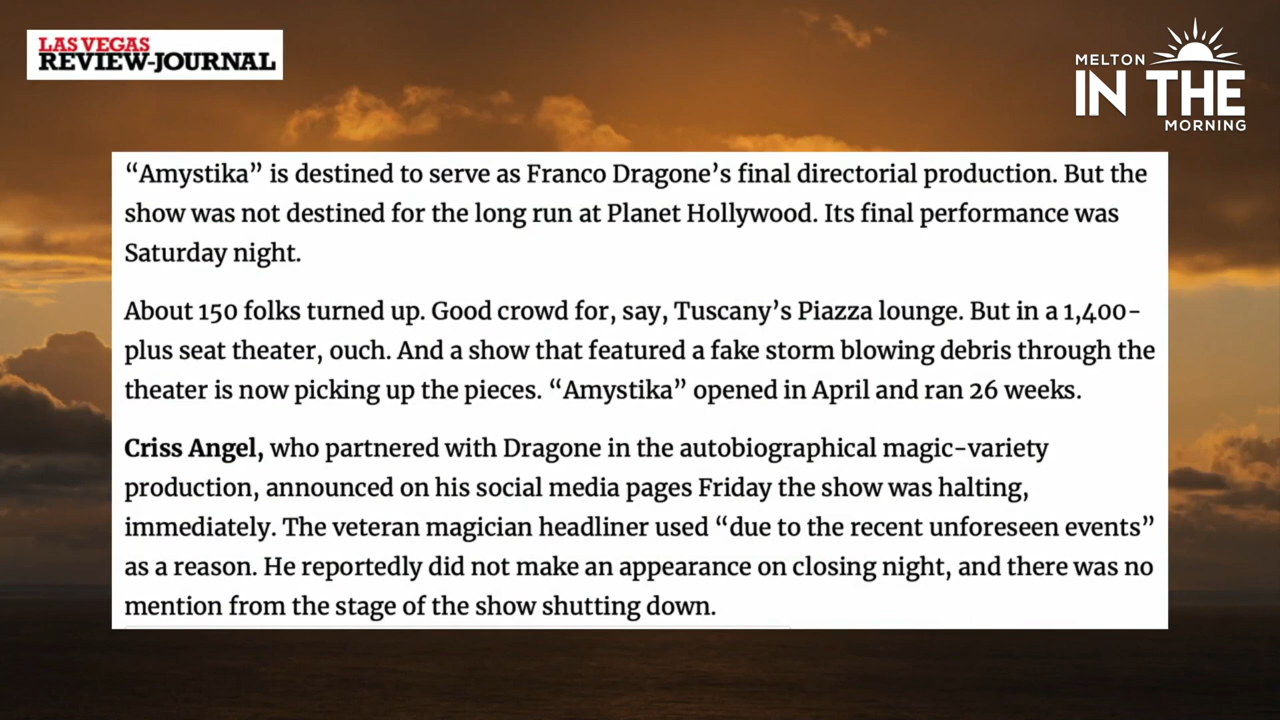 LAS VEGAS
REVIEW-JOURNAL
MELTON
IN THE
MORNING
“Amystika” is destined to serve as Franco Dragone’s final directorial production. But the
show was not destined for the long run at Planet Hollywood. Its final performance was
Saturday night.
About 150 folks turned up. Good crowd for, say, Tuscany’s Piazza lounge. But in a 1,400-
plus seat theater, ouch. And a show that featured a fake storm blowing debris through the
theater is now picking up the pieces. “Amystika” opened in April and ran 26 weeks.
Criss Angel, who partnered with Dragone in the autobiographical magic-variety
production, announced on his social media pages Friday the show was halting,
immediately. The veteran magician headliner used “due to the recent unforeseen events”
as a reason. He reportedly did not make an appearance on closing night, and there was no
mention from the stage of the show shutting down.